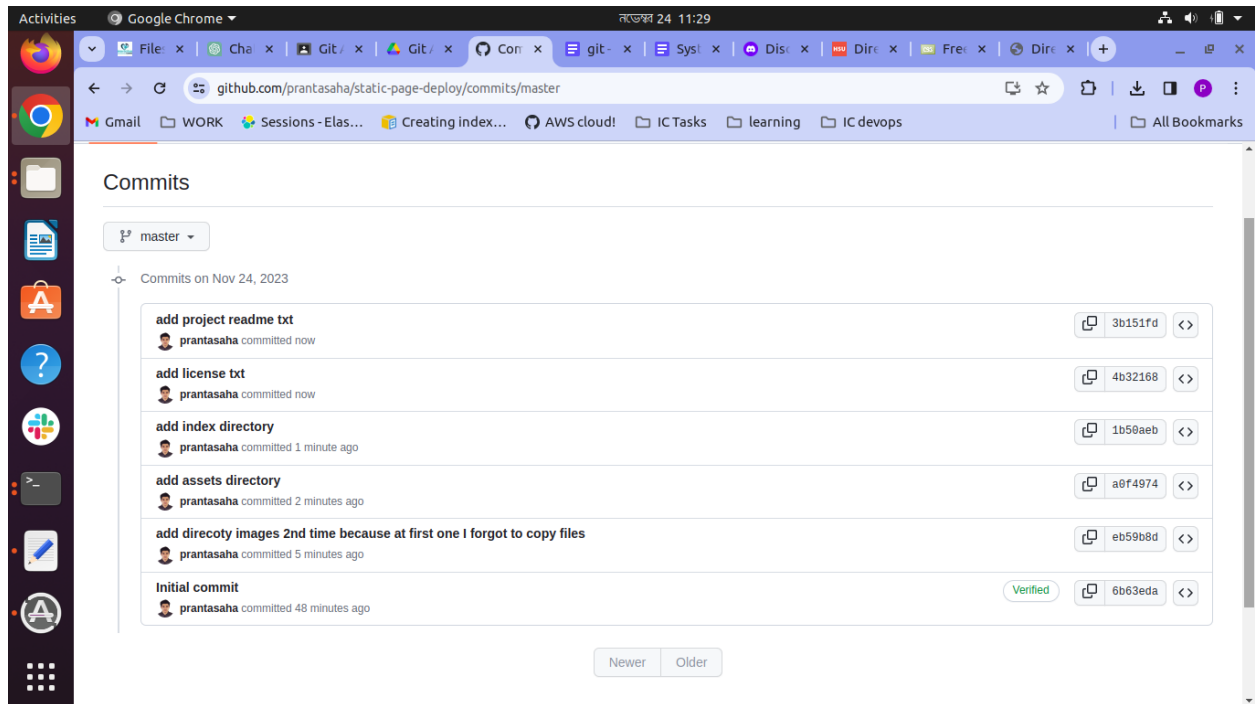 Activities Google Chrome নভেম্বর 24 11:29
File: Cha Git / Git / Com git - Syst Disc Dire Free Dire
github.com/prantasaha/static-page-deploy/commits/master P
Gmail WORK Sessions - Elas... Creating index... AWS cloud! IC Tasks learning IC devops All Bookmarks
Commits
master
Commits on Nov 24, 2023
add project readme txt
prantasaha committed now
3b151fd
add license txt
prantasaha committed now
4b32168
add index directory
prantasaha committed 1 minute ago
1b50aeb
add assets directory
prantasaha committed 2 minutes ago
a0f4974
add direcoty images 2nd time because at first one I forgot to copy files
prantasaha committed 5 minutes ago
eb59b8d
Initial commit
prantasaha committed 48 minutes ago
Verified 6b63eda
Newer Older